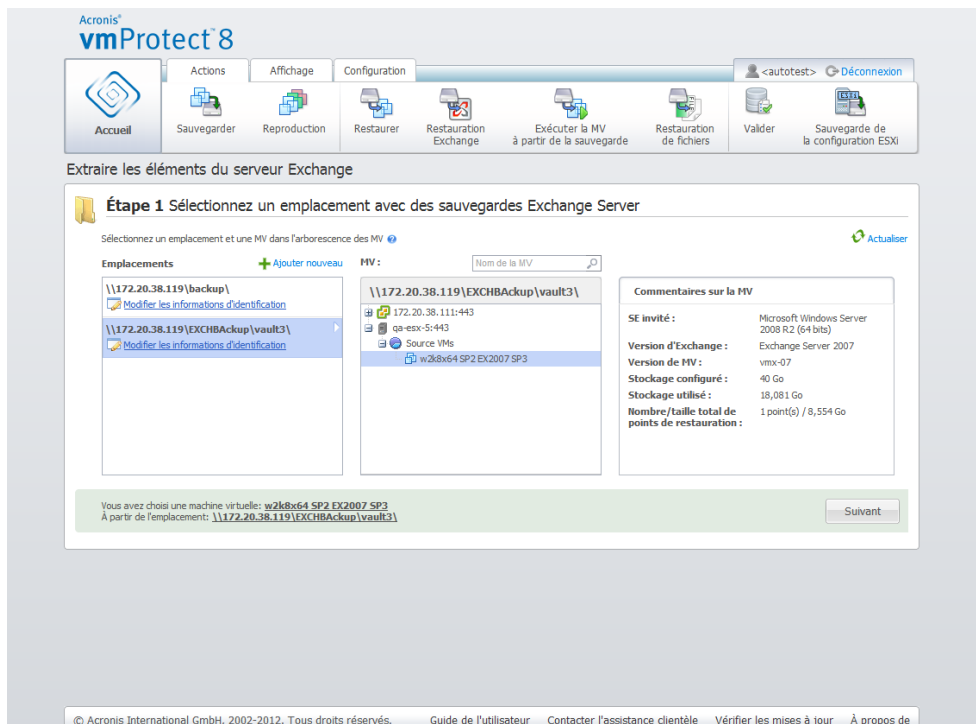 Acronis®
vmProtect™8
Actions
Affichage
Configuration
<autotest>
Déconnexion
Accueil
Sauvegarder
Reproduction
Restaurer
Restauration
Exchange
Exécuter la MV
à partir de la sauvegarde
Restauration
de fichiers
Valider
ESXi
Sauvegarde de
la configuration ESXi
Extraire les éléments du serveur Exchange
Étape 1 Sélectionnez un emplacement avec des sauvegardes Exchange Server
Sélectionnez un emplacement et une MV dans l'arborescence des MV
Actualiser
Emplacements
Ajouter nouveau
MV :
Nom de la MV
\\172.20.38.119\backup\
Modifier les informations d'identification
\\172.20.38.119\EXCHBAckup\vault3\
Modifier les informations d'identification
\\172.20.38.119\EXCHBAckup\vault3\
172.20.38.111:443
qa-esx-5:443
Source VMs
w2k8x64 SP2 EX2007 SP3
Commentaires sur la MV
SE invité : Microsoft Windows Server
2008 R2 (64 bits)
Version d'Exchange : Exchange Server 2007
Version de MV : vmx-07
Stockage configuré : 40 Go
Stockage utilisé : 18,081 Go
Nombre/taille total de 1 point(s) / 8,554 Go
points de restauration :
Vous avez choisi une machine virtuelle: w2k8x64 SP2 EX2007 SP3
À partir de l'emplacement: \\172.20.38.119\EXCHBAckup\vault3\
Suivant
© Acronis International GmbH, 2002-2012. Tous droits réservés.
Guide de l'utilisateur
Contacter l'assistance clientèle
Vérifier les mises à jour
À propos de